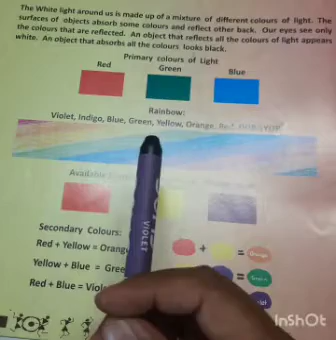 The White light around us is made up of a mixture of different colours of light. The
surfaces of objects absorb some colours and reflect other back. Our eyes see only
the colours that are reflected. An object that reflects all the colours of light appears
white. An object that absorbs all the colours looks black.
Primary colours of Light
Red Green Blue
Rainbow:
Violet, Indigo, Blue, Green, Yellow, Orange, Red
Available
Secondary Colours:
Red + Yellow = Orang
+ = Orange
Yellow + Blue = Gree
= Green
Red + Blue = Viol
VIOLET
InShOt